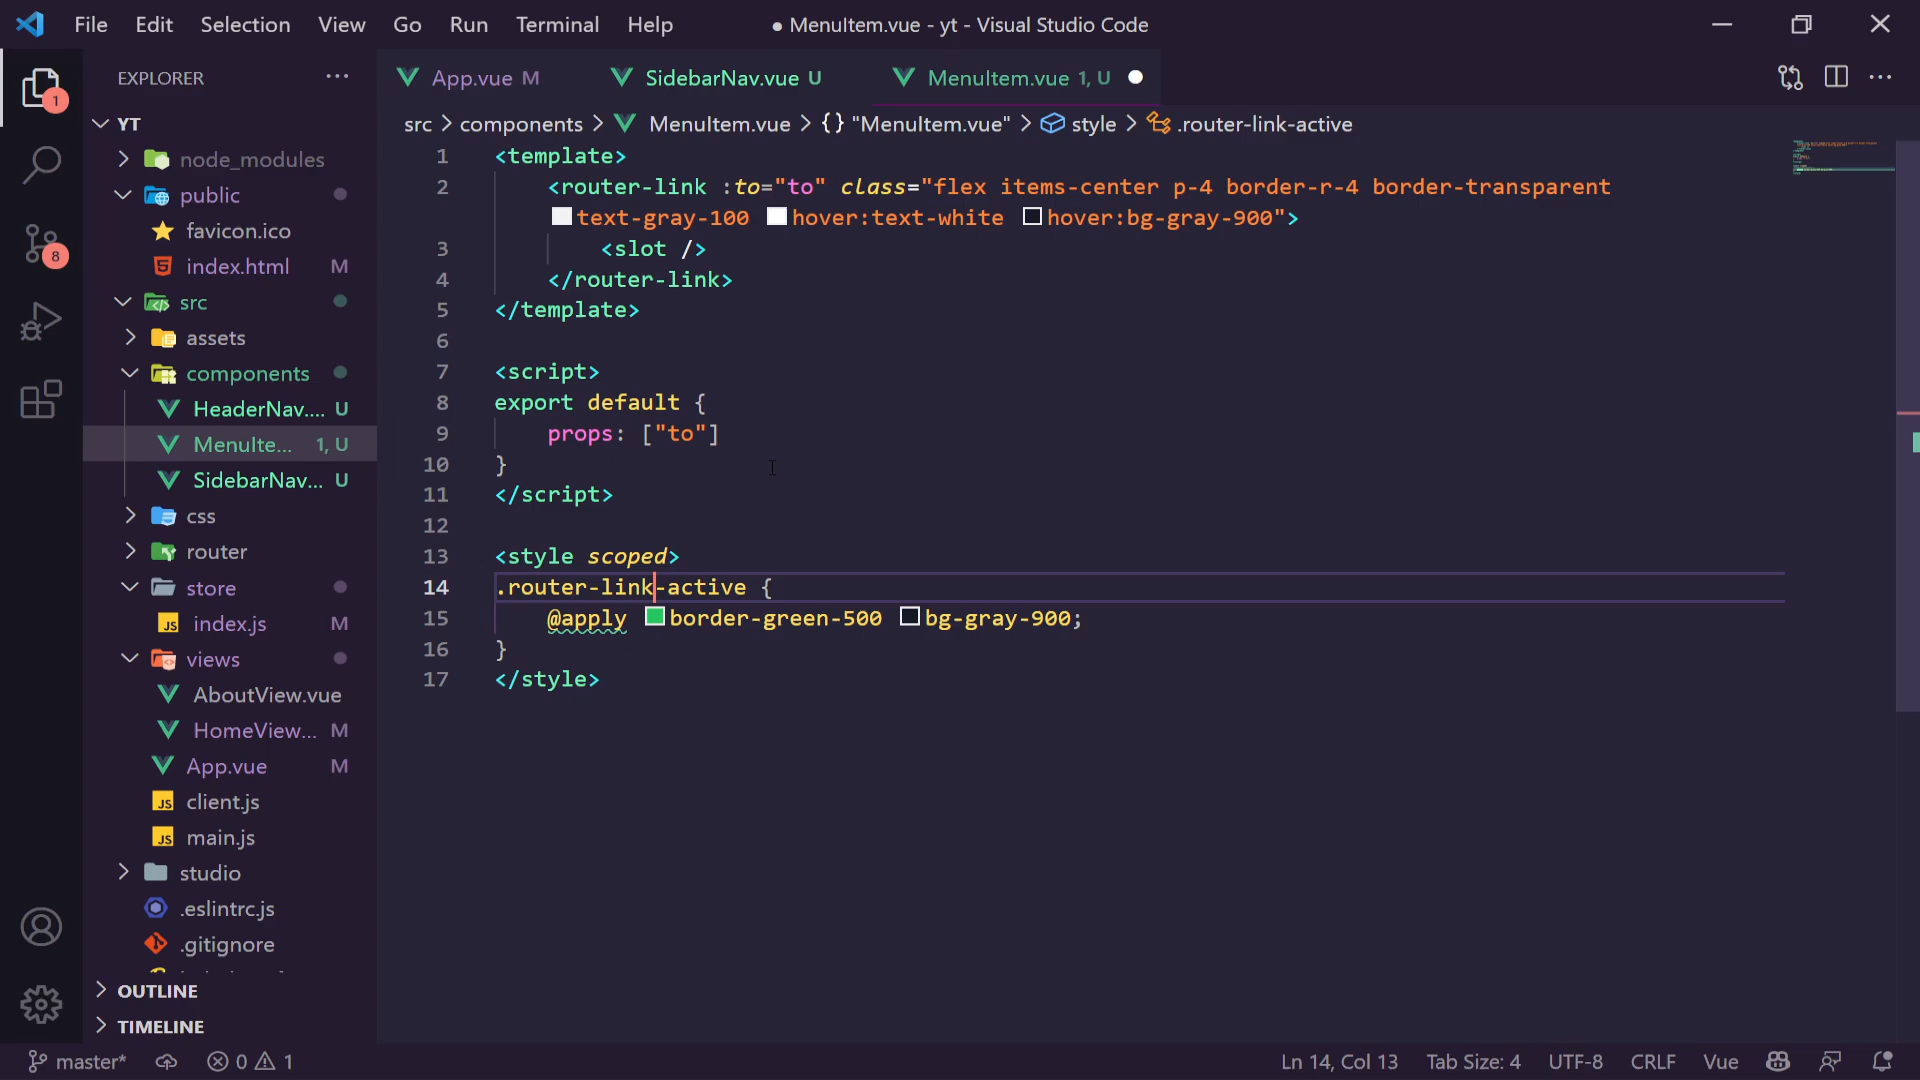 File Edit Selection View Go Run Terminal Help
● MenuItem.vue - yt - Visual Studio Code
EXPLORER
App.vue M
SidebarNav.vue U
MenuItem.vue 1, U
src > components > MenuItem.vue > {} "MenuItem.vue" > style > .router-link-active
1
8
YT
node_modules
public
favicon.ico
index.html M
src
assets
components
HeaderNav.... U
MenuIte... 1, U
SidebarNav... U
css
router
store
index.js M
views
AboutView.vue
HomeView... M
App.vue M
client.js
main.js
studio
.eslintrc.js
.gitignore
OUTLINE
TIMELINE
1 <template>
2 <router-link :to="to" class="flex items-center p-4 border-r-4 border-transparent
text-gray-100 hover:text-white hover:bg-gray-900">
3 <slot />
4 </router-link>
5 </template>
6
7 <script>
8 export default {
9 props: ["to"]
10 }
11 </script>
12
13 <style scoped>
14 .router-link-active {
15 @apply border-green-500 bg-gray-900;
16 }
17 </style>
master* 0 1
Ln 14, Col 13 Tab Size: 4 UTF-8 CRLF Vue